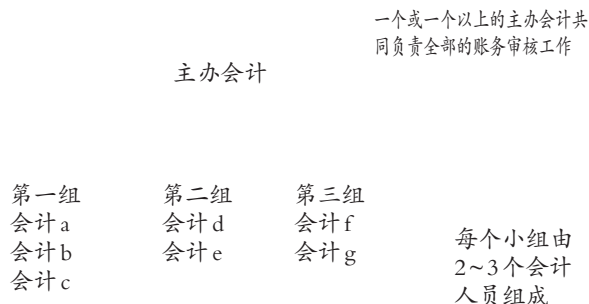 一个或一个以上的主办会计共
同负责全部的账务审核工作
主办会计
第一组
会计a
会计b
会计c
第二组
会计d
会计e
第三组
会计f
会计g
每个小组由
2~3个会计
人员组成